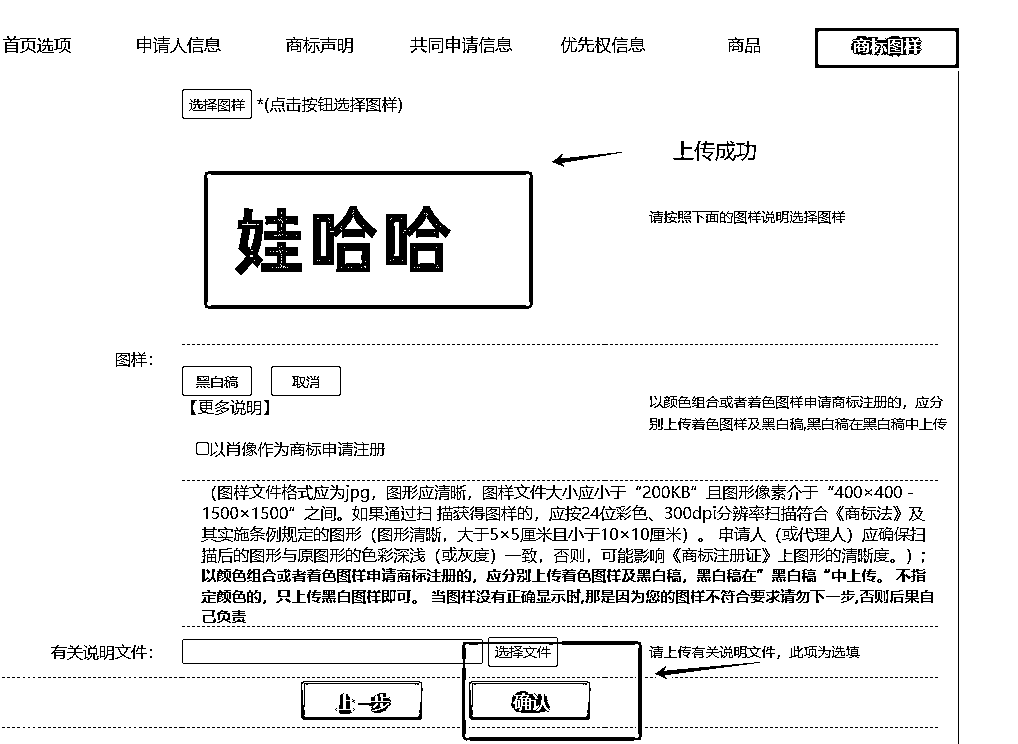 首页选项 申请人信息 商标声明 共同申请信息 优先权信息 商品 商标图样
选择图样 *(点击按钮选择图样)
上传成功
娃哈哈
请按照下面的图样说明选择图样
图样：
黑白稿 取消
【更多说明】
以颜色组合或者着色图样申请商标注册的，应分
别上传着色图样及黑白稿,黑白稿在黑白稿中上传
以肖像作为商标申请注册
（图样文件格式应为jpg，图形应清晰，图样文件大小应小于“200KB”且图形像素介于“400×400 -
1500×1500”之间。如果通过扫 描获得图样的，应按24位彩色、300dpi分辨率扫描符合《商标法》及
其实施条例规定的图形（图形清晰，大于5×5厘米且小于10×10厘米）。 申请人（或代理人）应确保扫
描后的图形与原图形的色彩深浅（或灰度）一致，否则，可能影响《商标注册证》上图形的清晰度。）;
以颜色组合或者着色图样申请商标注册的，应分别上传着色图样及黑白稿，黑白稿在”黑白稿“中上传。 不指
定颜色的，只上传黑白图样即可。 当图样没有正确显示时,那是因为您的图样不符合要求请勿下一步,否则后果自
己负责
有关说明文件： 选择文件 请上传有关说明文件，此项为选填
上一步 确认